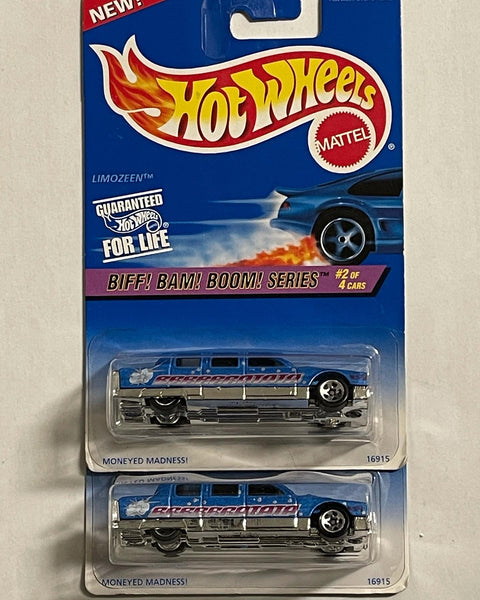 NEW!
Hot Wheels
MATTEL
®
LIMOZEEN™
GUARANTEED
Hot Wheels
FOR LIFE
BIFF! BAM! BOOM! SERIES™ #2 OF
4 CARS
MONEYED MADNESS! 16915
MONEYED MADNESS! 16915